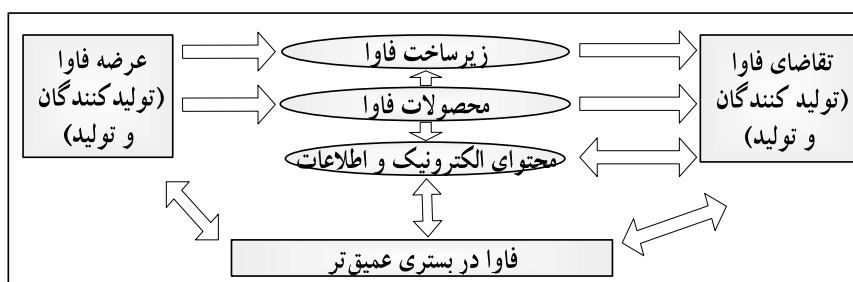 تقاضای فاوا
(تولید کنندگان
و تولید)
زیرساخت فاوا
محصولات فاوا
محتوای الکترونیک و اطلاعات
عرضه فاوا
(تولیدکنندگان
و تولید)
فاوا در بستری عمیق‌تر